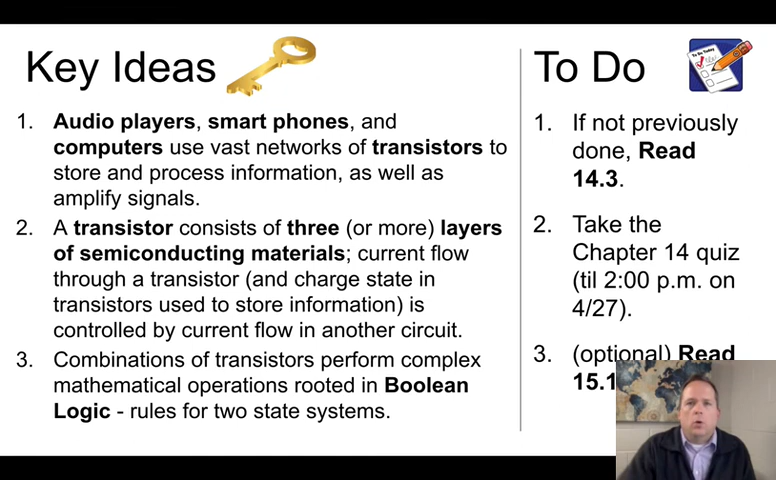 Key Ideas
1. Audio players, smart phones, and
computers use vast networks of transistors to
store and process information, as well as
amplify signals.
2. A transistor consists of three (or more) layers
of semiconducting materials; current flow
through a transistor (and charge state in
transistors used to store information) is
controlled by current flow in another circuit.
3. Combinations of transistors perform complex
mathematical operations rooted in Boolean
Logic - rules for two state systems.
To Do
1. If not previously
done, Read
14.3.
2. Take the
Chapter 14 quiz
(til 2:00 p.m. on
4/27).
3. (optional) Read
15.1